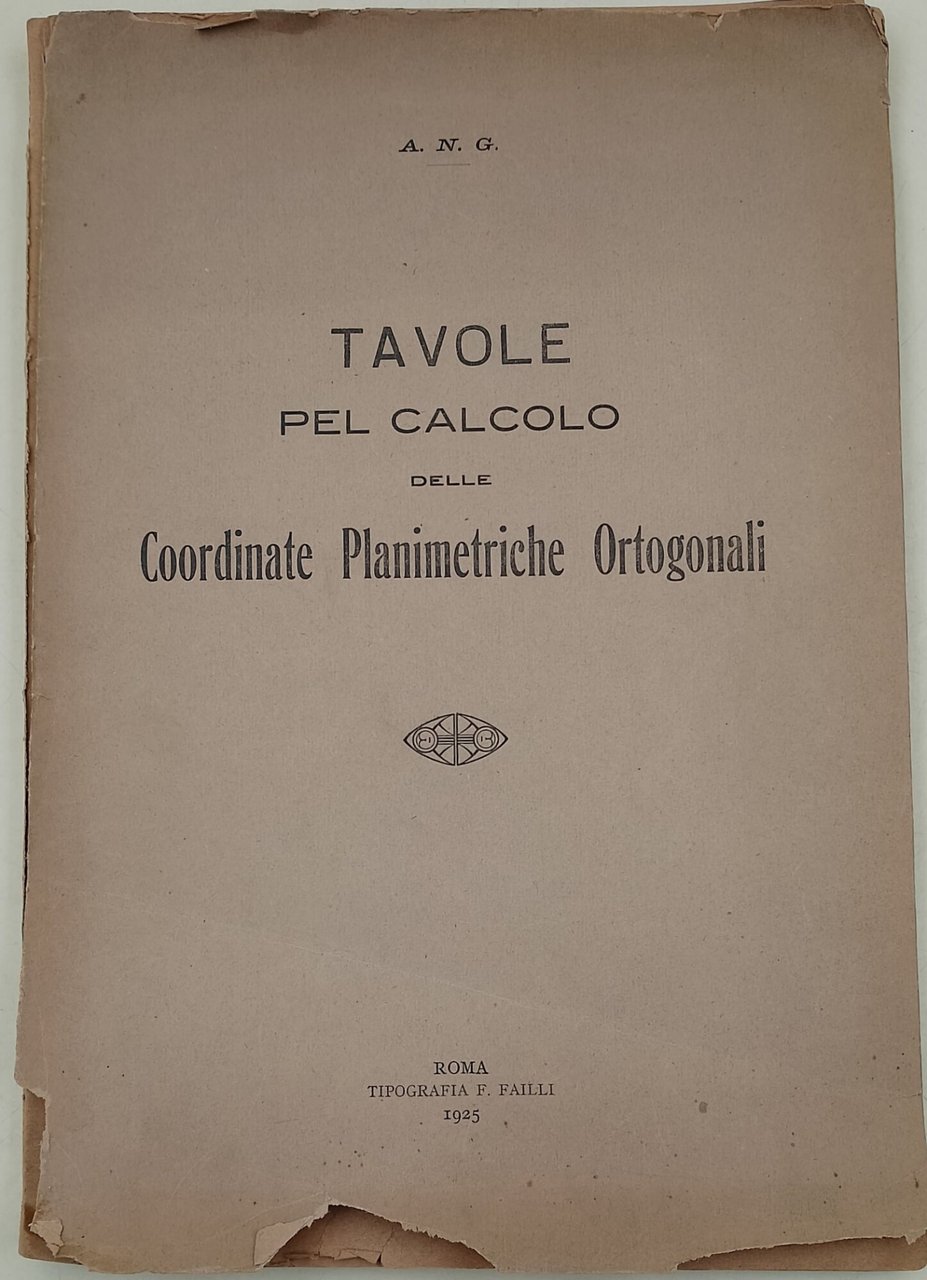 A. N. G.
TAVOLE
PEL CALCOLO
DELLE
Coordinate Planimetriche Ortogonali
ROMA
TIPOGRAFIA F. FAILLI
1925